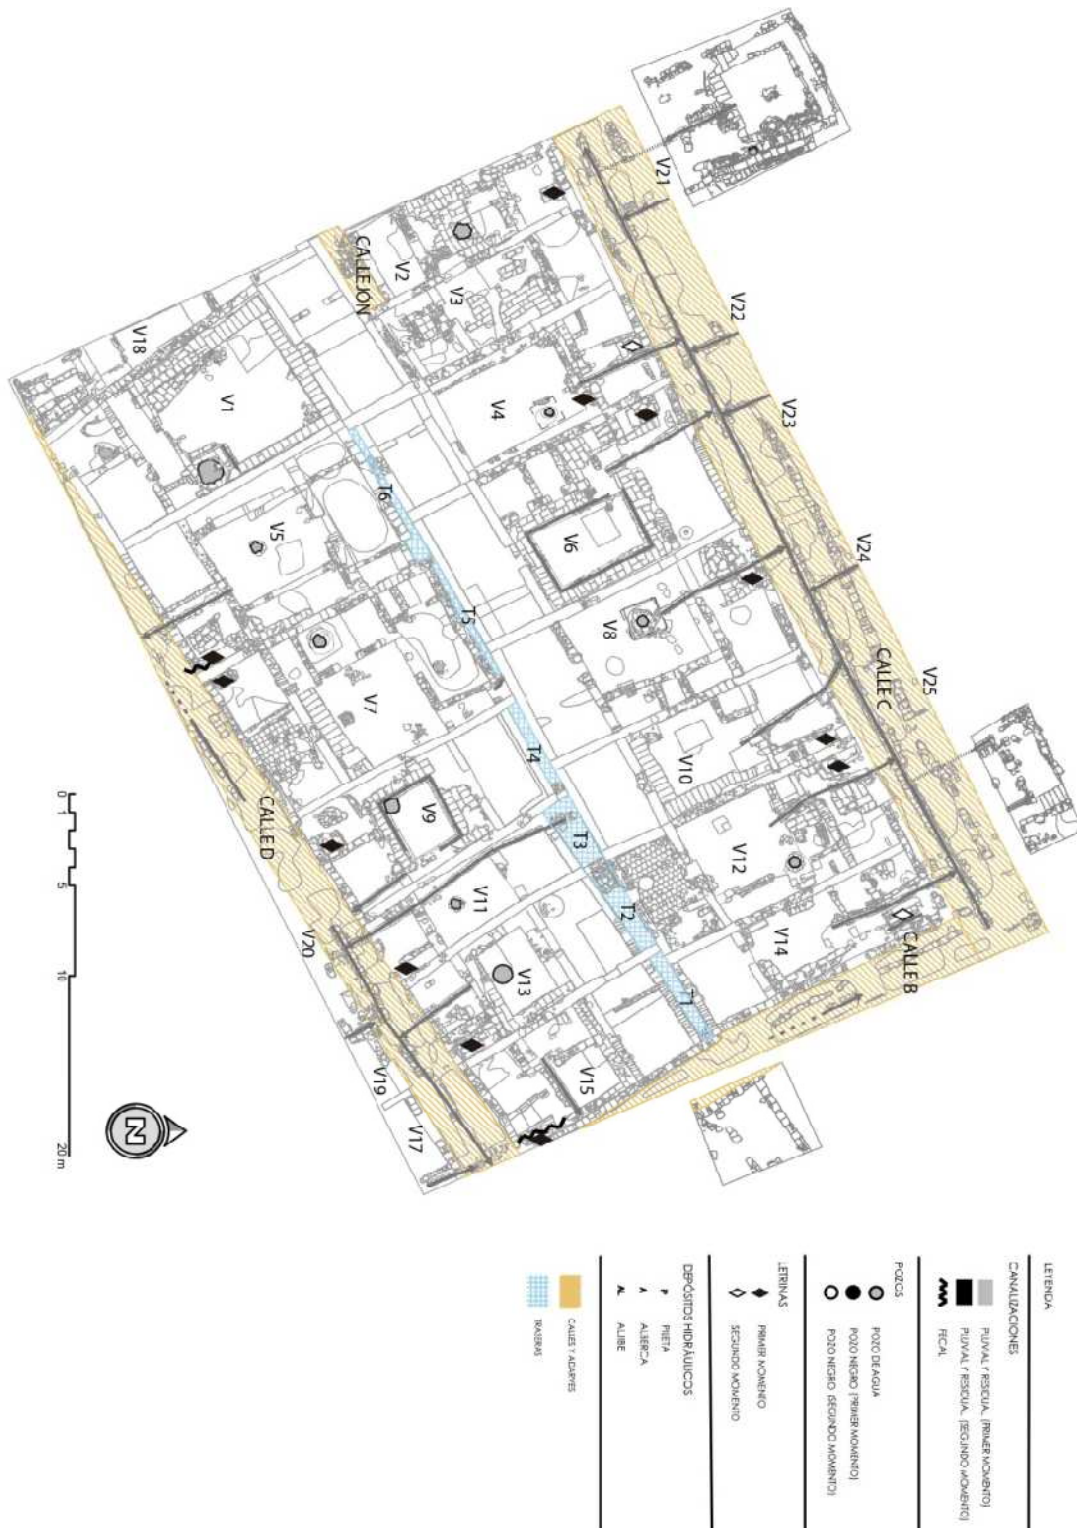 V21
V22
V23
V24
V25
CALLE C
CALLE B
CALLEJÓN
V2
V3
V4
V6
V8
V10
V12
V14
V18
V1
V5
V7
V9
V11
V13
V15
T6
T5
T4
T3
T2
T1
CALLE D
V20
V19
V17
0 1 5 10 20 m
N
LEYENDA
CANALIZACIONES
PLUVIAL Y RESIDUAL (PRIMER MOMENTO)
PLUVIAL Y RESIDUAL (SEGUNDO MOMENTO)
FECAL
POZOS
POZO DE AGUA
POZO NEGRO (PRIMER MOMENTO)
POZO NEGRO (SEGUNDO MOMENTO)
LETRINAS
PRIMER MOMENTO
SEGUNDO MOMENTO
DEPÓSITOS HIDRÁULICOS
P PILETA
A ALBERCA
AL ALJIBE
CALLES Y ADARVES
TRASERAS